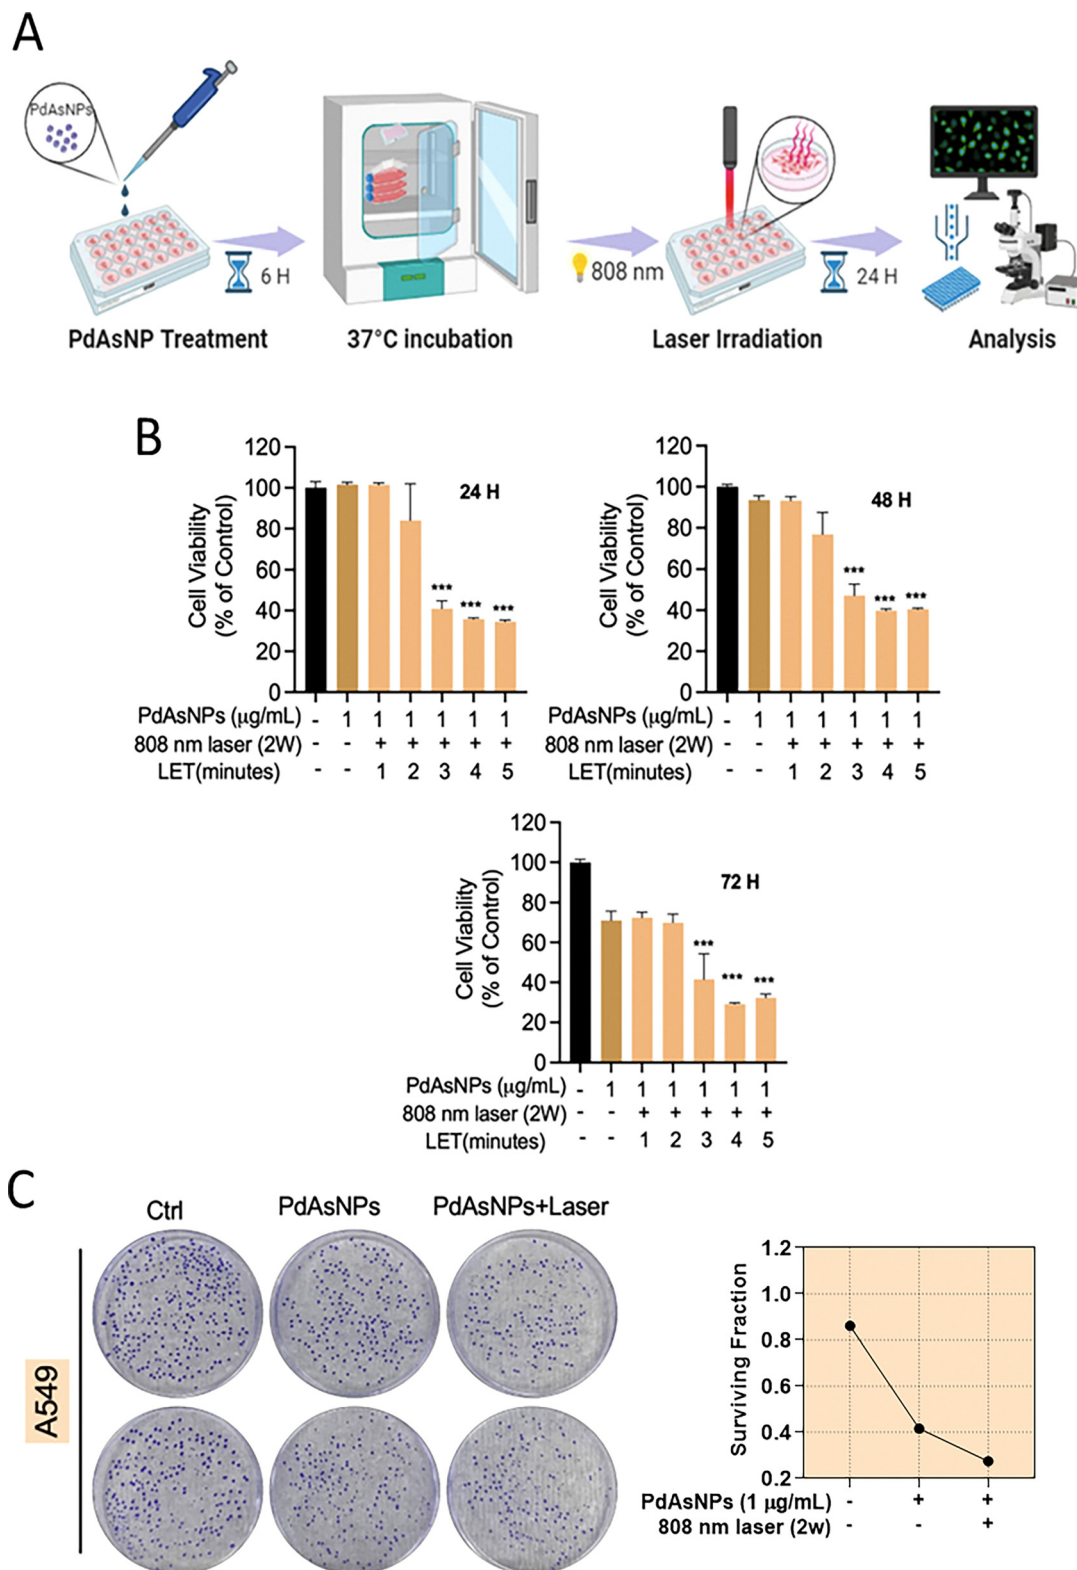 A
PdAsNPs
6 H
808 nm
24 H
PdAsNP Treatment
37°C incubation
Laser Irradiation
Analysis
B
Cell Viability
(% of Control)
120
100
80
60
40
20
0
24 H
***
***
***
PdAsNPs (μg/mL) - 1 1 1 1 1 1
808 nm laser (2W) - - + + + + +
LET(minutes) - - 1 2 3 4 5
Cell Viability
(% of Control)
120
100
80
60
40
20
0
48 H
***
***
***
PdAsNPs (μg/mL) - 1 1 1 1 1 1
808 nm laser (2W) - - + + + + +
LET(minutes) - - 1 2 3 4 5
Cell Viability
(% of Control)
120
100
80
60
40
20
0
72 H
***
***
***
PdAsNPs (μg/mL) - 1 1 1 1 1 1
808 nm laser (2W) - - + + + + +
LET(minutes) - - 1 2 3 4 5
C
Ctrl
PdAsNPs
PdAsNPs+Laser
A549
Surviving Fraction
1.2
1.0
0.8
0.6
0.4
0.2
PdAsNPs (1 μg/mL) - + +
808 nm laser (2w) - - +